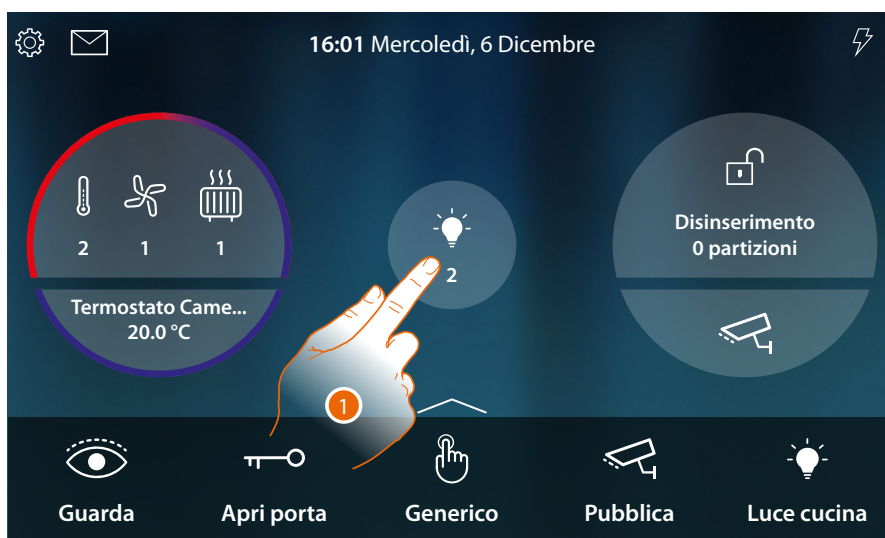 16:01 Mercoledì, 6 Dicembre
2 1 1
Termostato Came...
20.0 °C
2
Disinserimento
0 partizioni
1
Guarda Apri porta Generico Pubblica Luce cucina